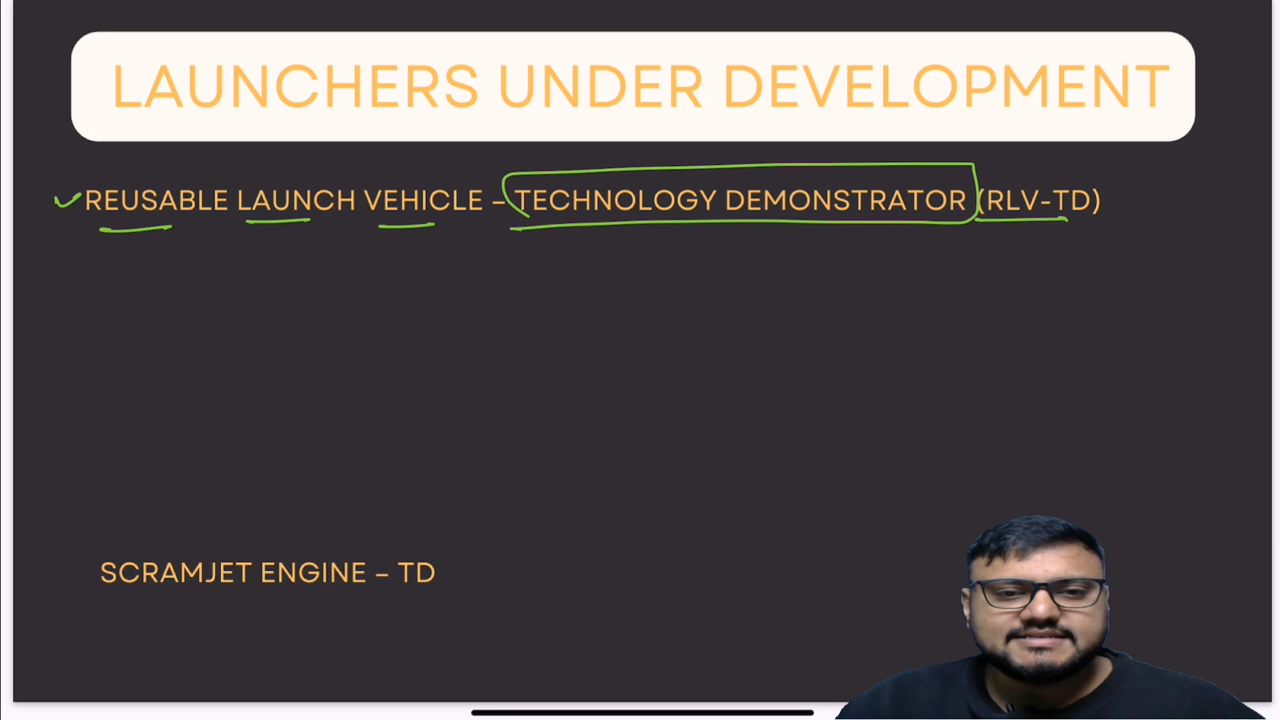 LAUNCHERS UNDER DEVELOPMENT
REUSABLE LAUNCH VEHICLE – TECHNOLOGY DEMONSTRATOR (RLV-TD)
SCRAMJET ENGINE – TD